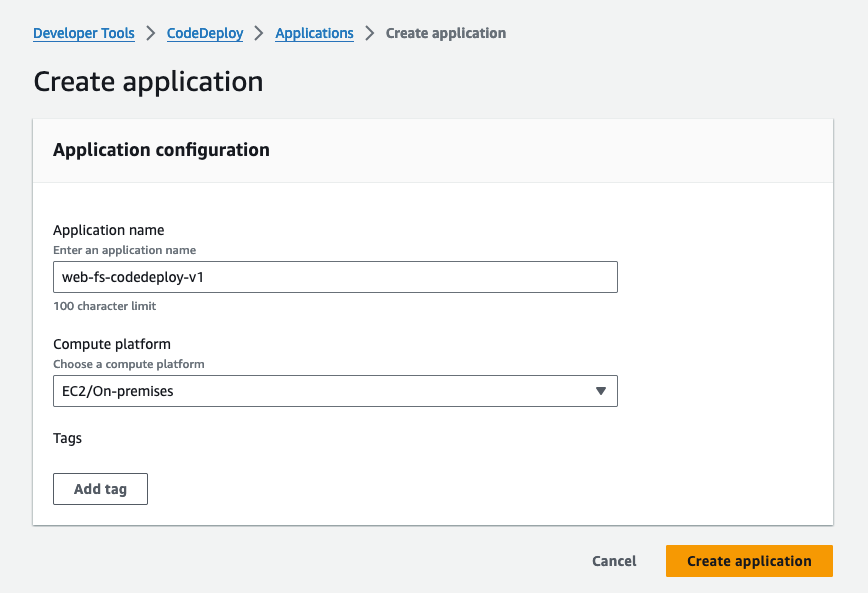 Developer Tools > CodeDeploy > Applications > Create application
Create application
Application configuration
Application name
Enter an application name
web-fs-codedeploy-v1
100 character limit
Compute platform
Choose a compute platform
EC2/On-premises
Tags
Add tag
Cancel Create application